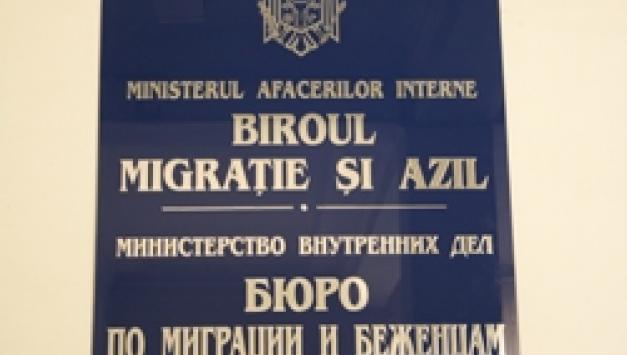 MINISTERUL AFACERILOR INTERNE
BIROUL
MIGRAȚIE ȘI AZIL
МИНИСТЕРСТВО ВНУТРЕННИХ ДЕЛ
БЮРО
ПО МИГРАЦИИ И БЕЖЕНЦАМ